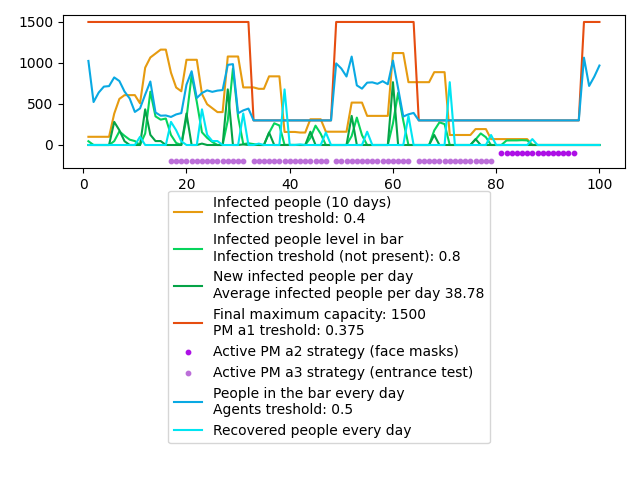 1500
1000
500
0
0
20
40
60
80
100
Infected people (10 days)
Infection treshold: 0.4
Infected people level in bar
Infection treshold (not present): 0.8
New infected people per day
Average infected people per day 38.78
Final maximum capacity: 1500
PM a1 treshold: 0.375
Active PM a2 strategy (face masks)
Active PM a3 strategy (entrance test)
People in the bar every day
Agents treshold: 0.5
Recovered people every day